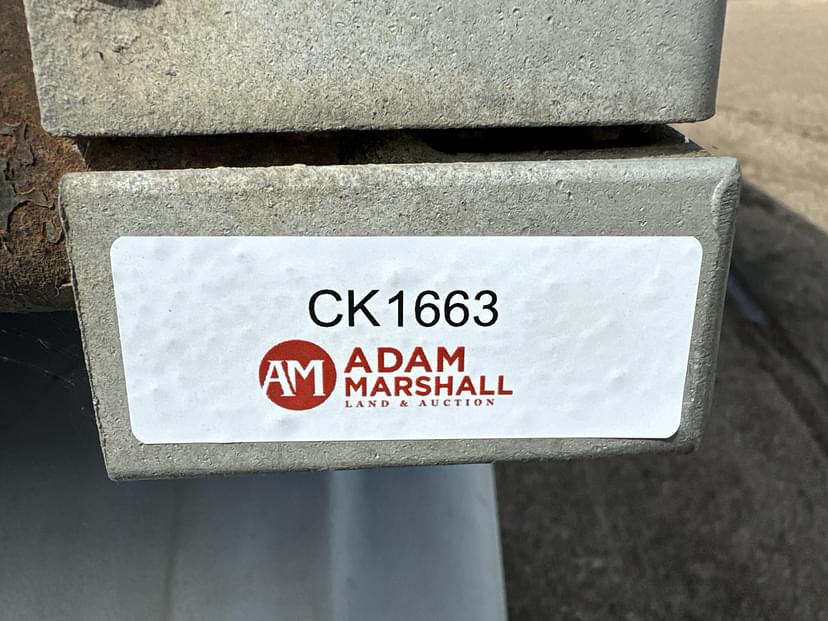 CK1663
AM
ADAM
MARSHALL
LAND & AUCTION